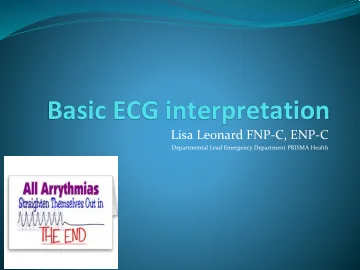 Basic ECG interpretation
Lisa Leonard FNP-C, ENP-C
Departmental Lead Emergency Department PRISMA Health
All Arrythmias
Straighten Themselves Out in
THE END